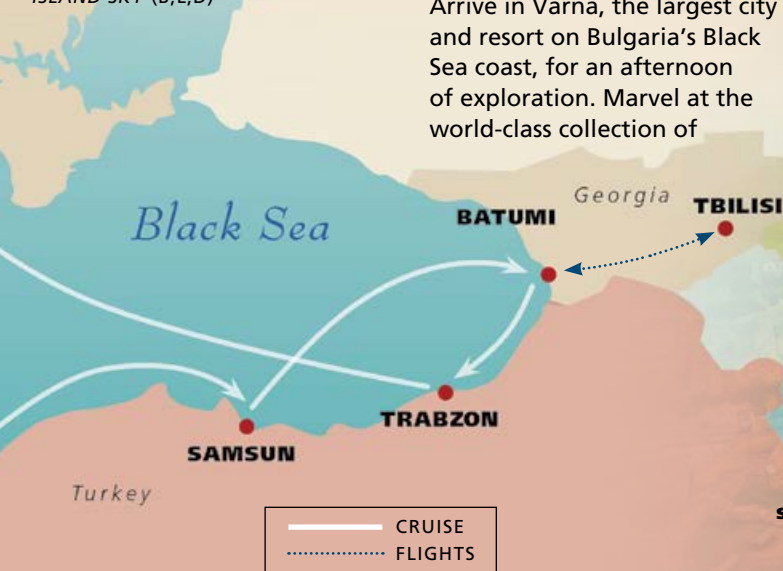 ISLAND SKY (B,L,D)
Arrive in Varna, the largest city
and resort on Bulgaria's Black
Sea coast, for an afternoon
of exploration. Marvel at the
world-class collection of
Georgia
TBILISI
BATUMI
Black Sea
TRABZON
SAMSUN
Turkey
CRUISE
FLIGHTS